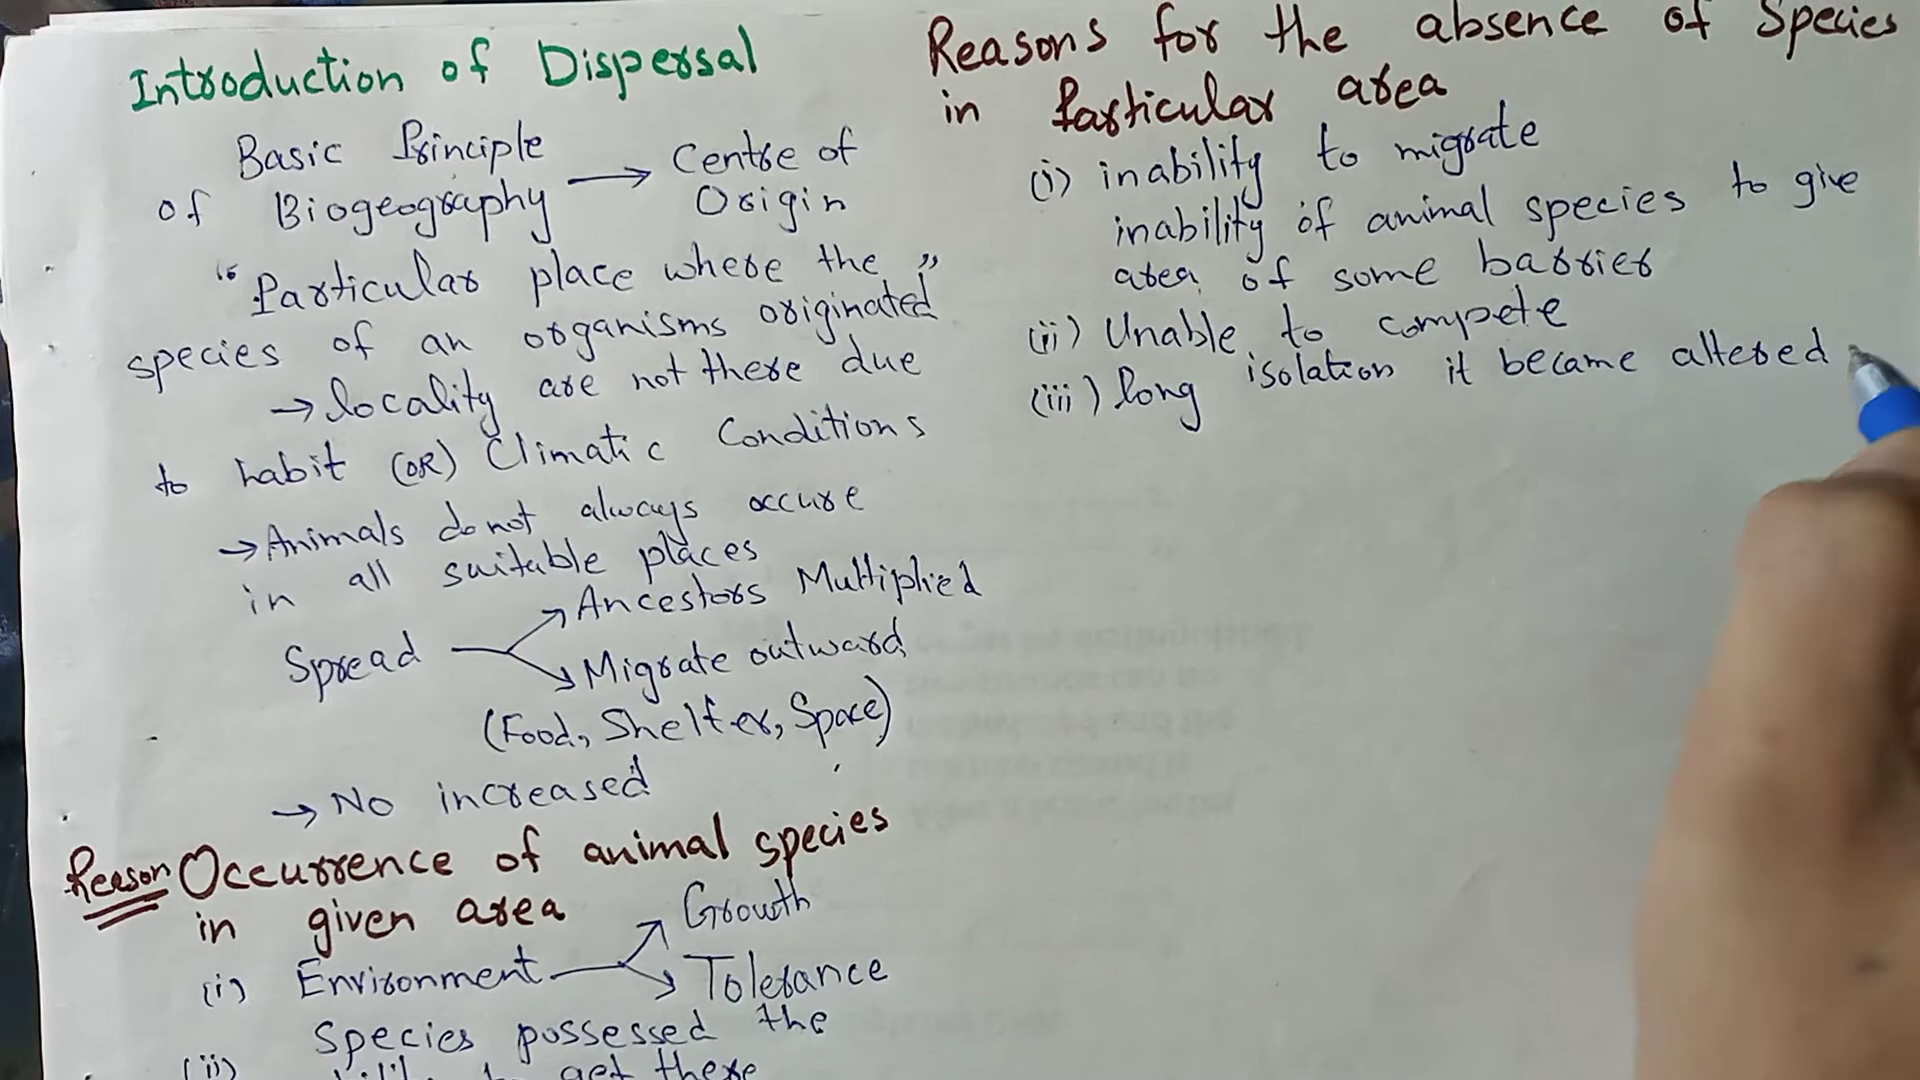 Introduction of Dispersal
Basic Principle
of Biogeography → Centre of
Origin
"Particular place where the "
species of an organisms originated
→ locality are not there due
to habit (OR) Climatic Conditions
→ Animals do not always occure
in all suitable places
Spread → Ancestors Multiplied
→ Migrate outward
(Food, Shelter, Space)
→ No increased
Reason Occurrence of animal species
in given area
(i) Environment → Growth
→ Tolerance
Species possessed the
(ii) get there
Reasons for the absence of Species
in Particular area
(i) inability to migrate
inability of animal species to give
area of some barrier
(ii) Unable to compete
(iii) long isolation it became altered